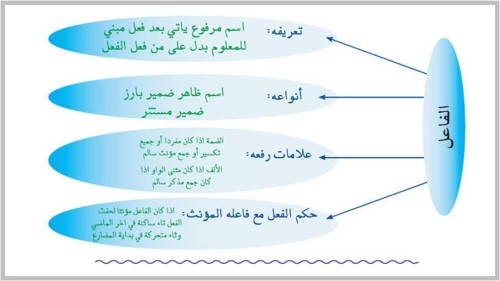 الفاعل
تعريفه: اسم مرفوع ياتي بعد فعل مبني
للمعلوم بدل على من فعل الفعل
أنواعه: اسم ظاهر ضمير بارز
ضمير مستتر
علامات رفعه: الضمة اذا كان مفردا أو جميع
تكسير أو جمع مؤنث سالم
الألف اذا كان مثنى الواو اذا
كان جمع مذكر سالم
حكم الفعل مع فاعله المؤنث: اذا كان الفاعل مؤنثا لحقت
الفعل تاء ساكنة في اخر الماضي
وتاء متحركة في بداية المضارع